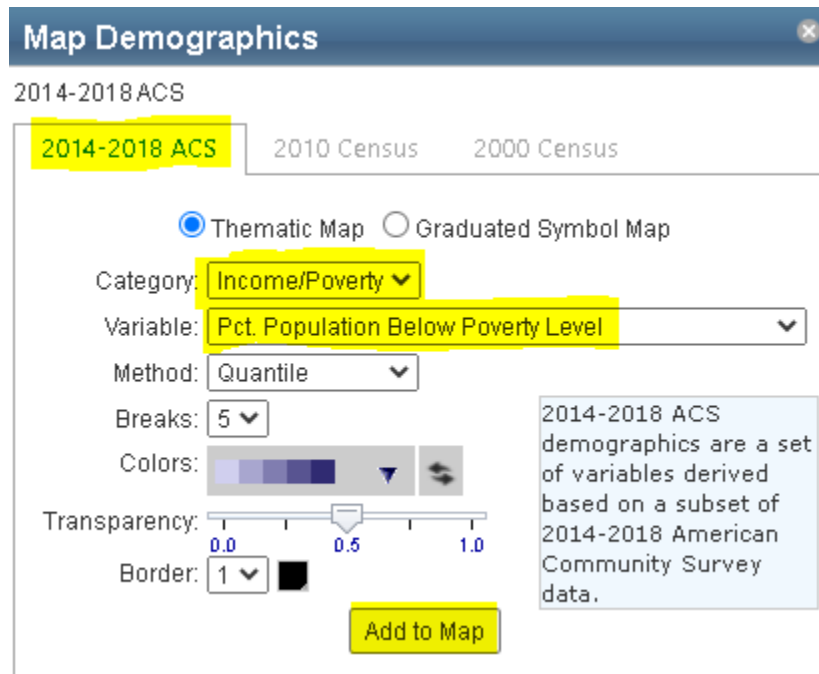 Map Demographics
2014-2018 ACS
2014-2018 ACS 2010 Census 2000 Census
Thematic Map Graduated Symbol Map
Category: Income/Poverty
Variable: Pct. Population Below Poverty Level
Method: Quantile
Breaks: 5
Colors:
Transparency:
0.0 0.5 1.0
Border: 1
2014-2018 ACS
demographics are a set
of variables derived
based on a subset of
2014-2018 American
Community Survey
data.
Add to Map